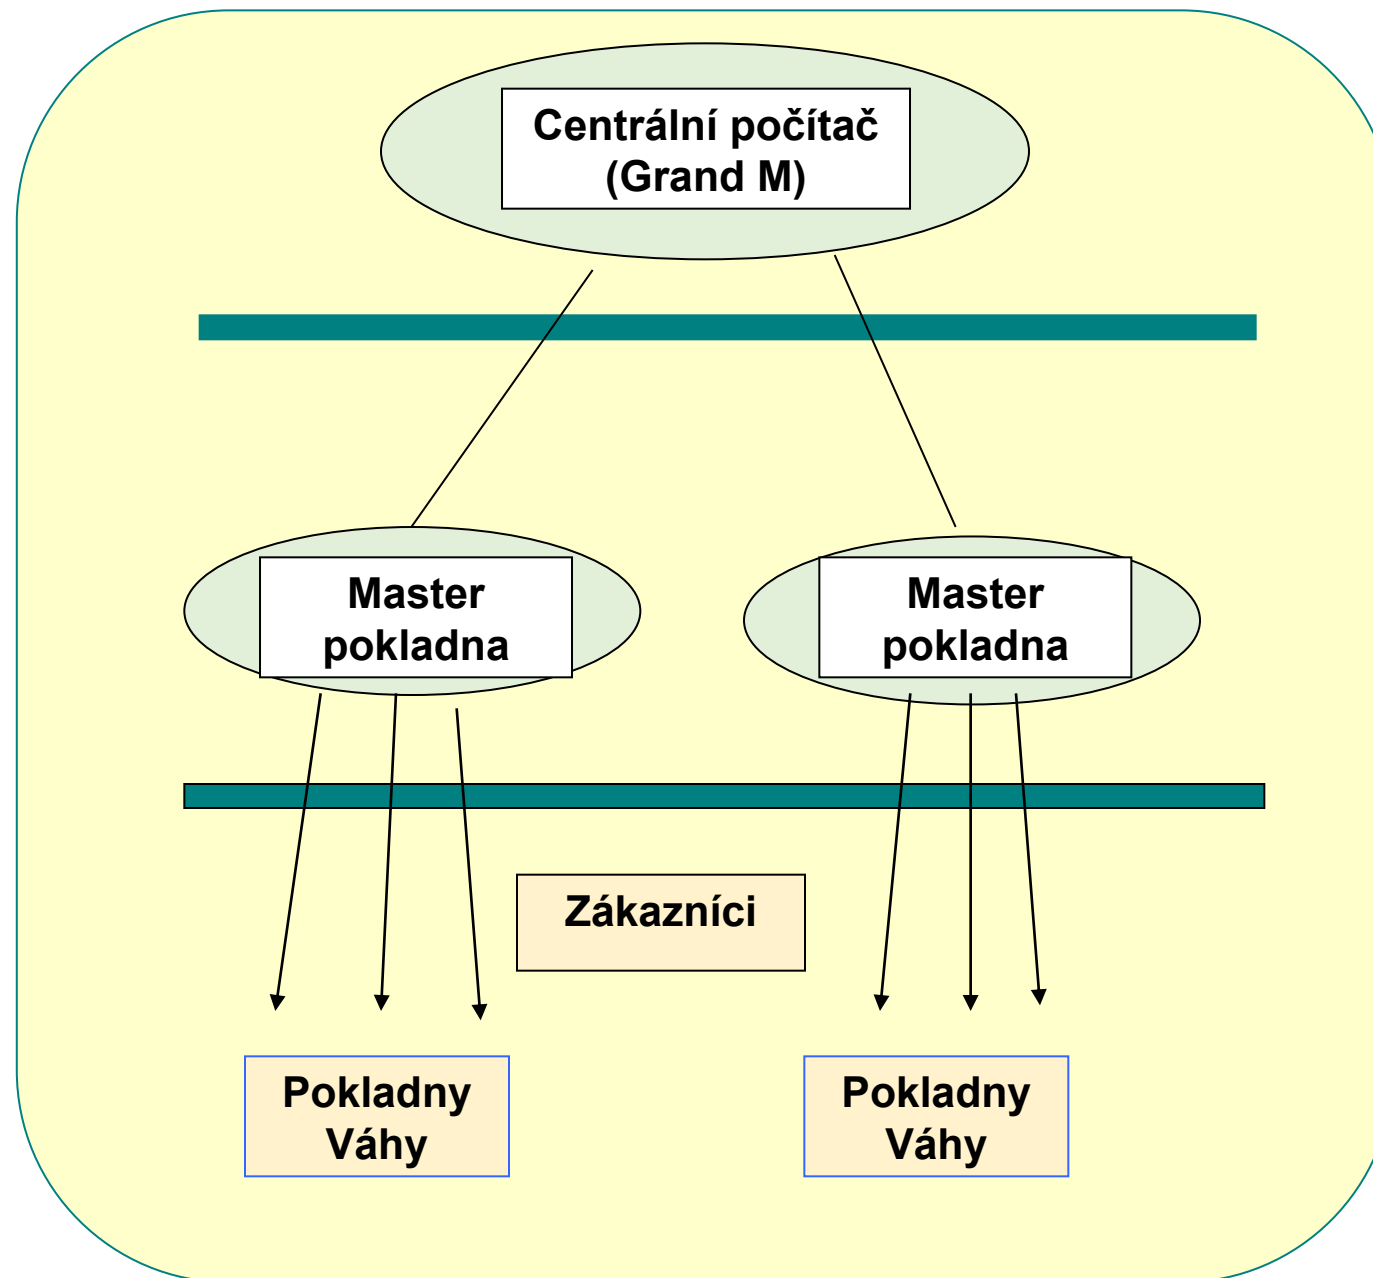 Centrální počítač
(Grand M)
Master
pokladna
Master
pokladna
Zákazníci
Pokladny
Váhy
Pokladny
Váhy